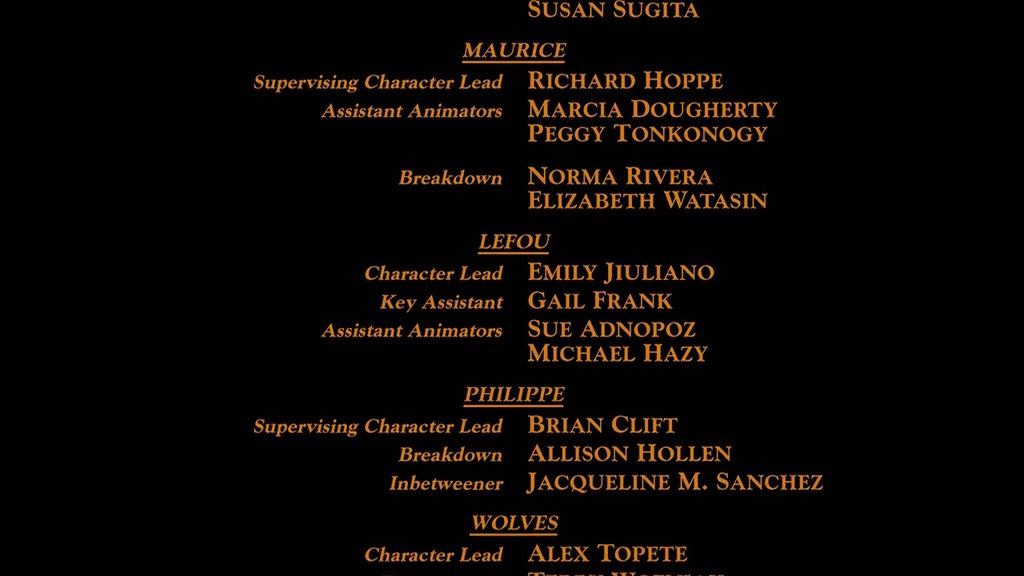 SUSAN SUGITA
MAURICE
Supervising Character Lead RICHARD HOPPE
Assistant Animators MARCIA DOUGHERTY
PEGGY TONKONOGY
Breakdown NORMA RIVERA
ELIZABETH WATASIN
LEFOU
Character Lead EMILY JIULIANO
Key Assistant GAIL FRANK
Assistant Animators SUE ADNOPOZ
MICHAEL HAZY
PHILIPPE
Supervising Character Lead BRIAN CLIFT
Breakdown ALLISON HOLLEN
Inbetweener JACQUELINE M. SANCHEZ
WOLVES
Character Lead ALEX TOPETE